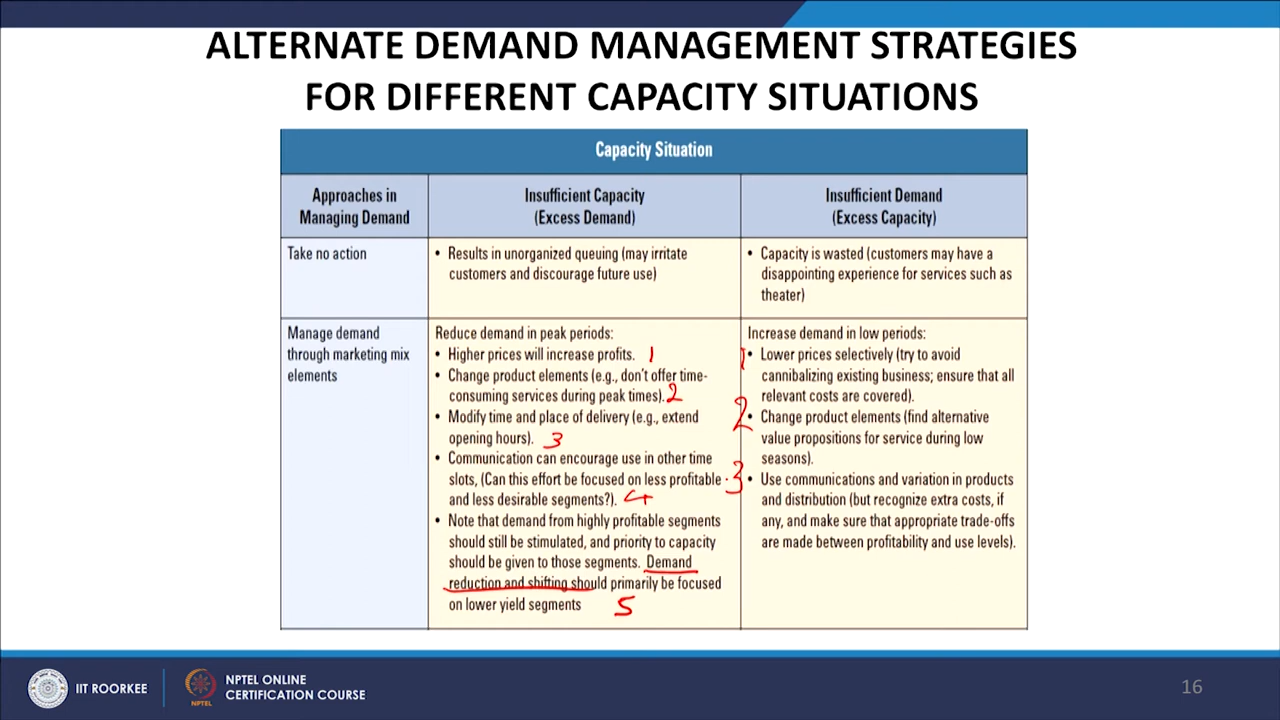 ALTERNATE DEMAND MANAGEMENT STRATEGIES
FOR DIFFERENT CAPACITY SITUATIONS
Capacity Situation
Approaches in
Managing Demand
Insufficient Capacity
(Excess Demand)
Insufficient Demand
(Excess Capacity)
Take no action
• Results in unorganized queuing (may irritate
customers and discourage future use)
• Capacity is wasted (customers may have a
disappointing experience for services such as
theater)
Manage demand
through marketing mix
elements
Reduce demand in peak periods:
• Higher prices will increase profits. 1
• Change product elements (e.g., don't offer time-
consuming services during peak times). 2
• Modify time and place of delivery (e.g., extend
opening hours). 3
• Communication can encourage use in other time
slots, (Can this effort be focused on less profitable
and less desirable segments?). 4
• Note that demand from highly profitable segments
should still be stimulated, and priority to capacity
should be given to those segments. Demand
reduction and shifting should primarily be focused
on lower yield segments 5
Increase demand in low periods:
1 • Lower prices selectively (try to avoid
cannibalizing existing business; ensure that all
relevant costs are covered).
2 • Change product elements (find alternative
value propositions for service during low
seasons).
3 • Use communications and variation in products
and distribution (but recognize extra costs, if
any, and make sure that appropriate trade-offs
are made between profitability and use levels).
IIT ROORKEE
NPTEL
NPTEL ONLINE
CERTIFICATION COURSE
16